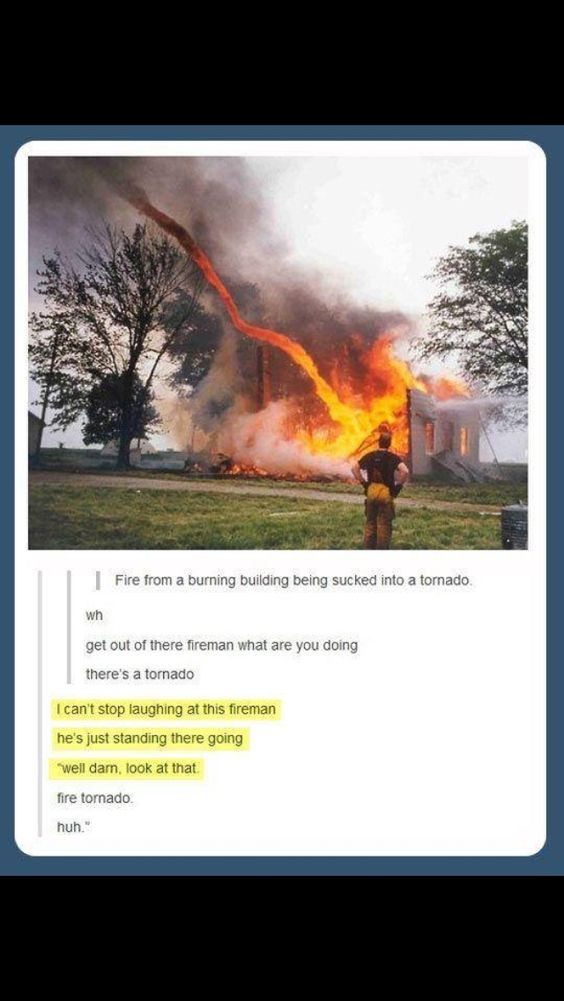 Fire from a burning building being sucked into a tornado.
wh
get out of there fireman what are you doing
there's a tornado
I can't stop laughing at this fireman
he's just standing there going
"well darn, look at that.
fire tornado.
huh."